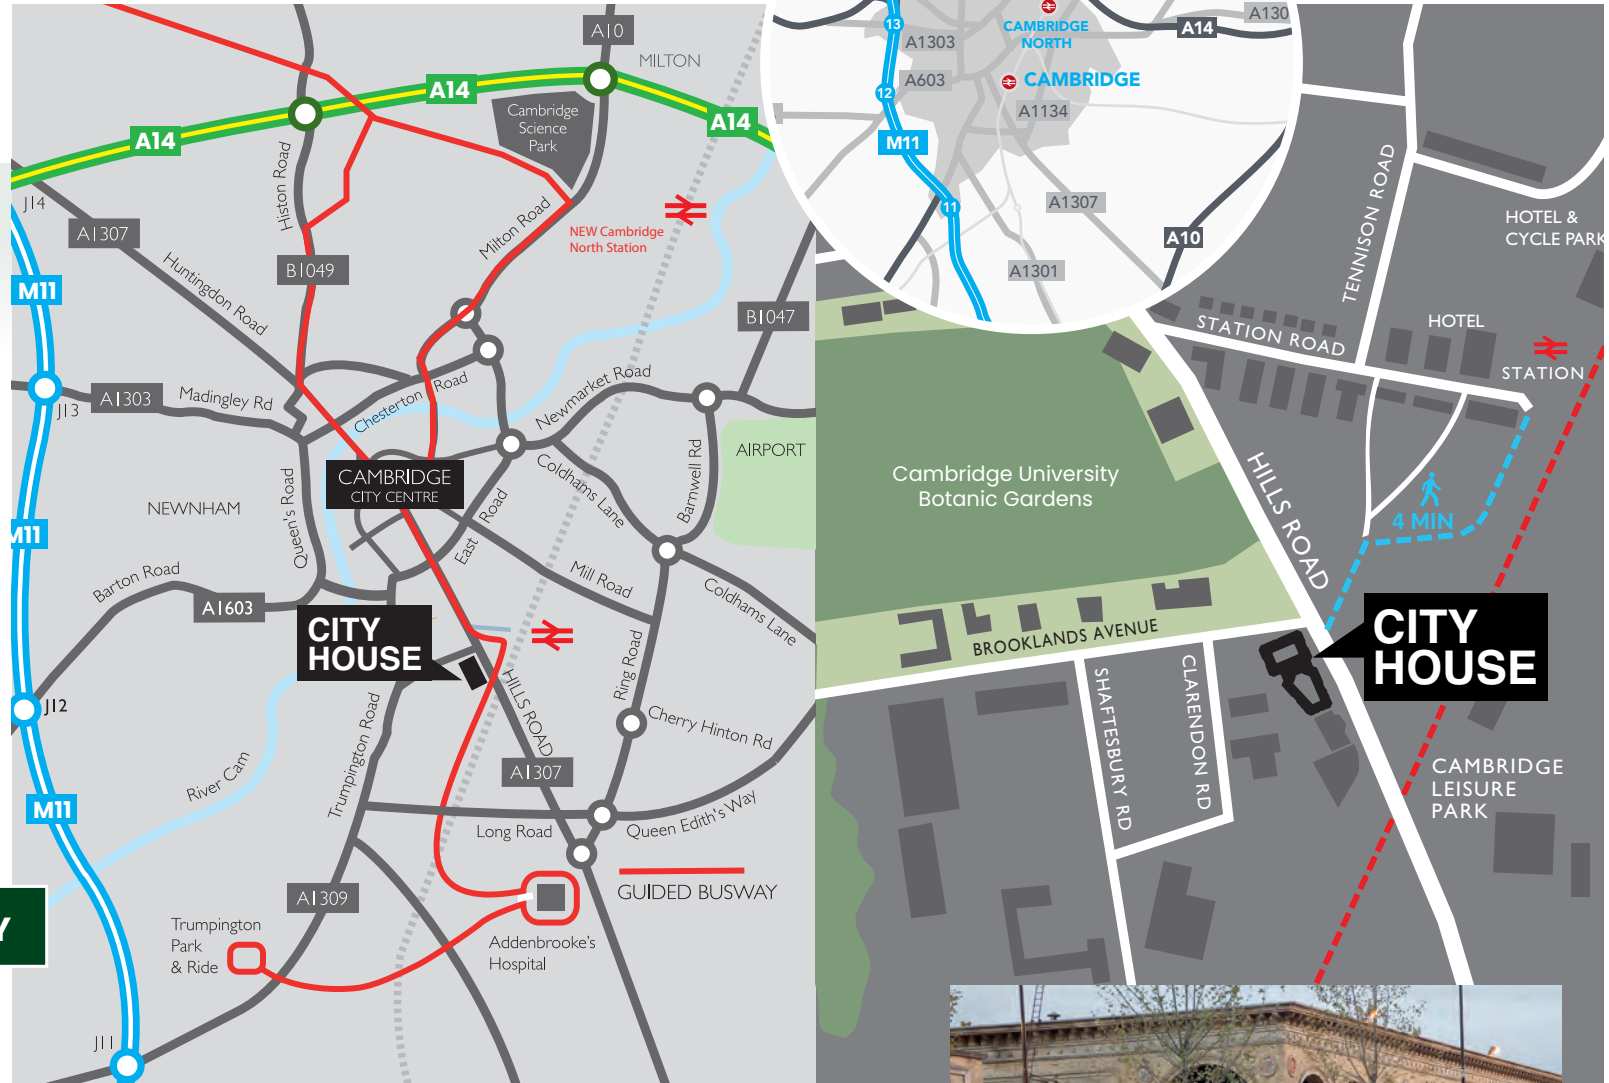 A10
MILTON
A14
A14
A14
Cambridge
Science
Park
Histon Road
J14
A1307
Huntingdon Road
B1049
Milton Road
NEW Cambridge
North Station
M11
B1047
A1303
Madingley Rd
J13
Chesterton Road
Newmarket Road
AIRPORT
Barnwell Rd
CAMBRIDGE
CITY CENTRE
Coldhams Lane
NEWNHAM
Queen's Road
East Road
M11
Mill Road
Barton Road
A1603
Coldhams Lane
CITY
HOUSE
Ring Road
HILLS ROAD
J12
Trumpington Road
Cherry Hinton Rd
River Cam
A1307
M11
Long Road
Queen Edith's Way
GUIDED BUSWAY
A1309
Trumpington
Park
& Ride
Addenbrooke's
Hospital
J11
Y
13
A1303
CAMBRIDGE
NORTH
A14
A130
A603
CAMBRIDGE
12
A1134
M11
11
A1307
A10
A1301
TENNISON ROAD
HOTEL &
CYCLE PARK
STATION ROAD
HOTEL
STATION
Cambridge University
Botanic Gardens
HILLS ROAD
4 MIN
BROOKLANDS AVENUE
CITY
HOUSE
SHAFTESBURY RD
CLARENDON RD
CAMBRIDGE
LEISURE
PARK